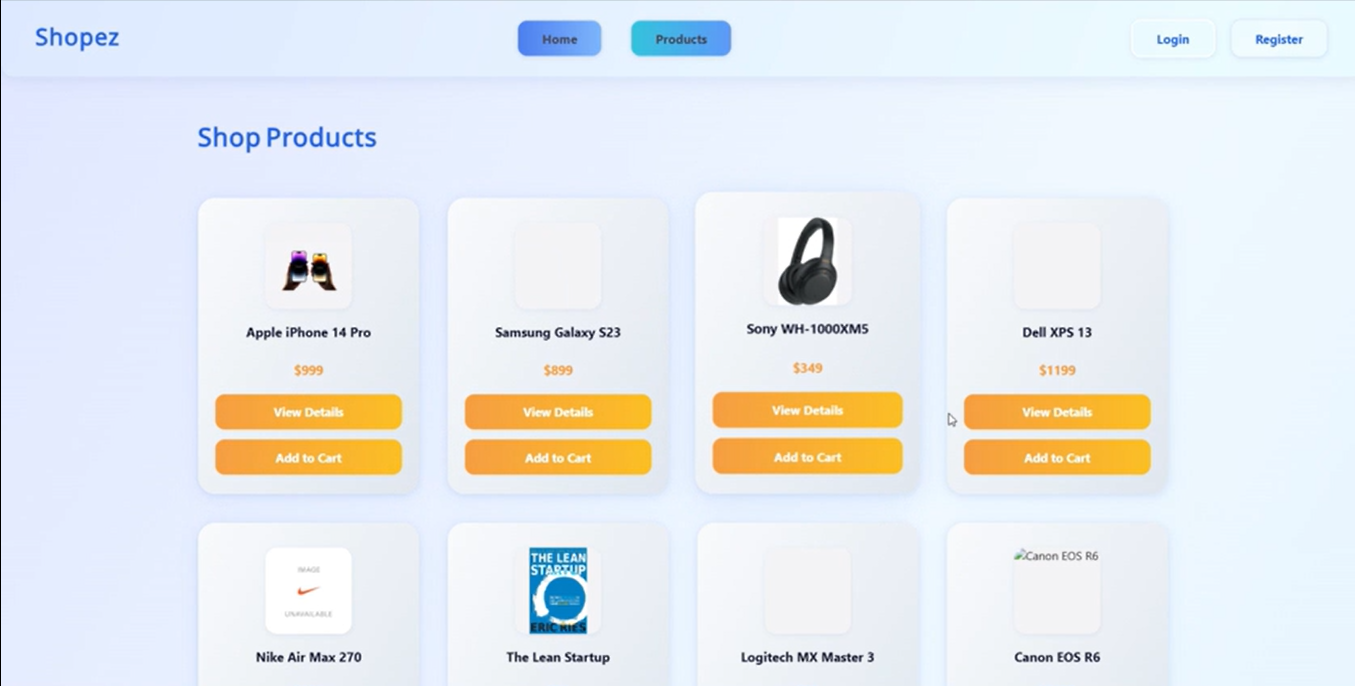 Shopez
Home
Products
Login
Register
Shop Products
Apple iPhone 14 Pro
$999
View Details
Add to Cart
Samsung Galaxy S23
$899
View Details
Add to Cart
Sony WH-1000XM5
$349
View Details
Add to Cart
Dell XPS 13
$1199
View Details
Add to Cart
IMAGE
UNAVAILABLE
Nike Air Max 270
THE LEAN
STARTUP
ERIC RIES
The Lean Startup
Logitech MX Master 3
Canon EOS R6
Canon EOS R6